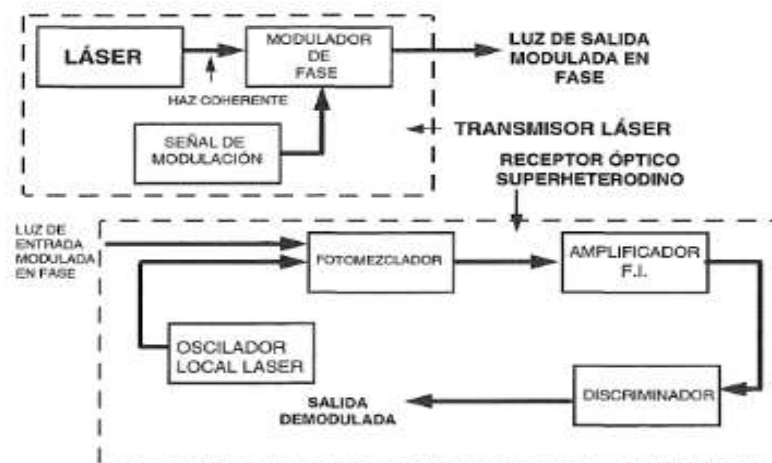 LÁSER
MODULADOR
DE
FASE
LUZ DE SALIDA
MODULADA EN
FASE
HAZ COHERENTE
SEÑAL DE
MODULACIÓN
TRANSMISOR LÁSER
RECEPTOR ÓPTICO
SUPERHETERODINO
LUZ DE
ENTRADA
MODULADA
EN FASE
FOTOMEZCLADOR
AMPLIFICADOR
F.I.
OSCILADOR
LOCAL LASER
SALIDA
DEMODULADA
DISCRIMINADOR